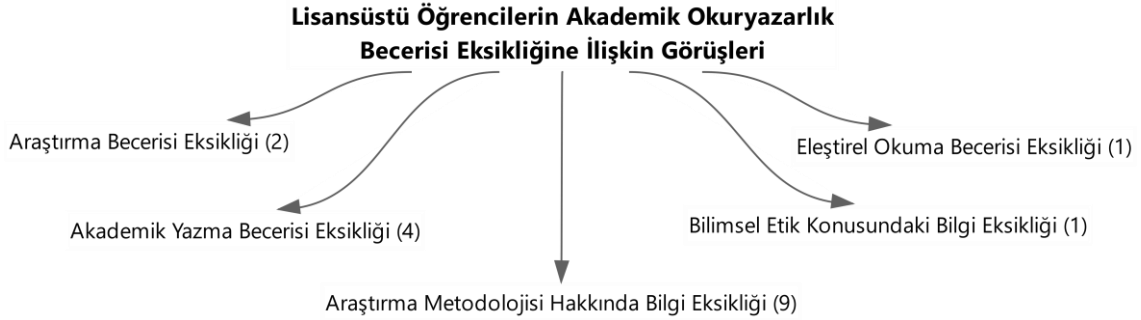 Lisansüstü Öğrencilerin Akademik Okuryazarlık
Becerisi Eksikliğine İlişkin Görüşleri
Araştırma Becerisi Eksikliği (2)
Eleştirel Okuma Becerisi Eksikliği (1)
Akademik Yazma Becerisi Eksikliği (4)
Bilimsel Etik Konusundaki Bilgi Eksikliği (1)
Araştırma Metodolojisi Hakkında Bilgi Eksikliği (9)